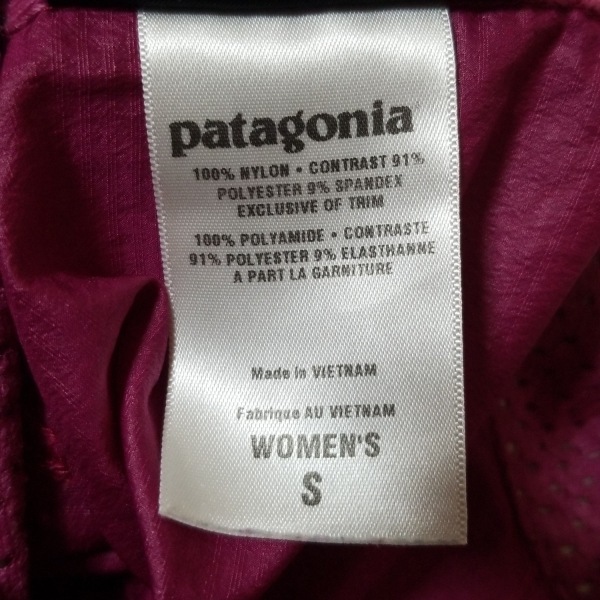 patagonia
100% NYLON • CONTRAST 91%
POLYESTER 9% SPANDEX
EXCLUSIVE OF TRIM
100% POLYAMIDE • CONTRASTE
91% POLYESTER 9% ELASTHANNE
A PART LA GARNITURE
Made in VIETNAM
Fabrique AU VIETNAM
WOMEN'S
S